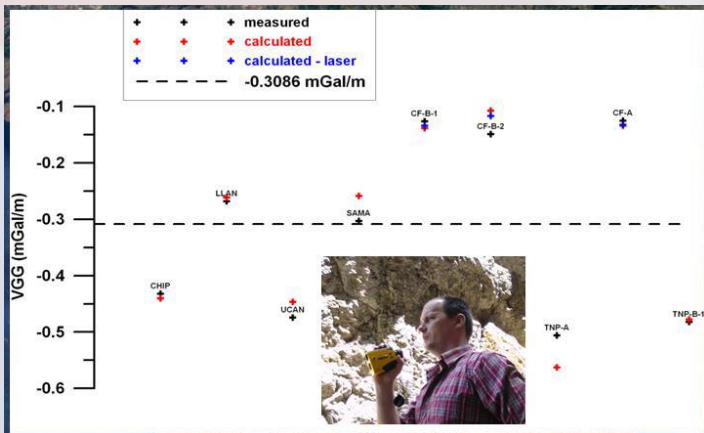 measured
calculated
calculated - laser
-0.3086 mGal/m
VGG (mGal/m)
-0.1
-0.2
-0.3
-0.4
-0.5
-0.6
CHIP
LLAN
UCAN
SAMA
CF-B-1
CF-B-2
TNP-A
CF-A
TNP-B-1